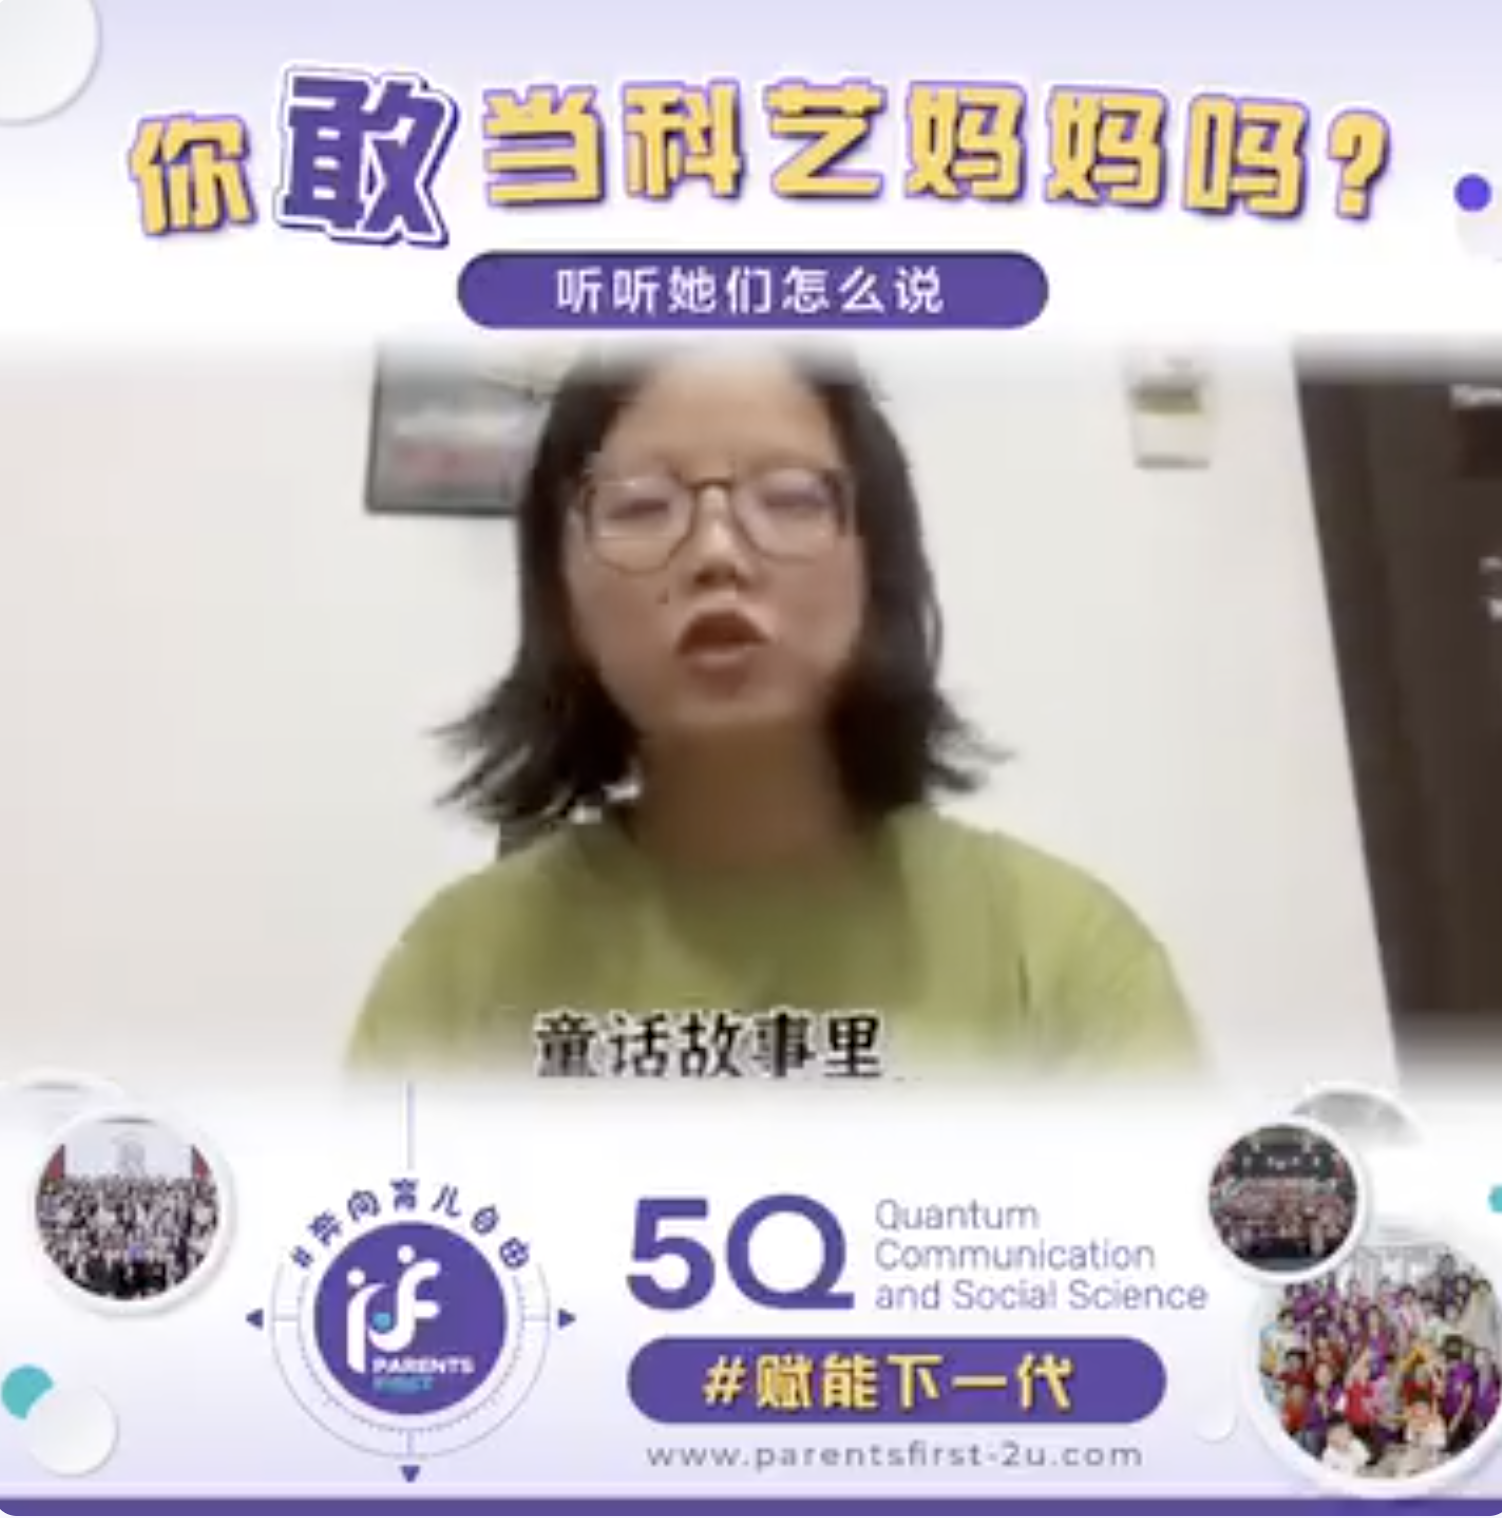 你敢当科艺妈妈吗?
听听她们怎么说
童话故事里
#奔向育儿自由
PARENTS
FIRST
5Q
Quantum
Communication
and Social Science
#赋能下一代
www.parentsfirst-2u.com